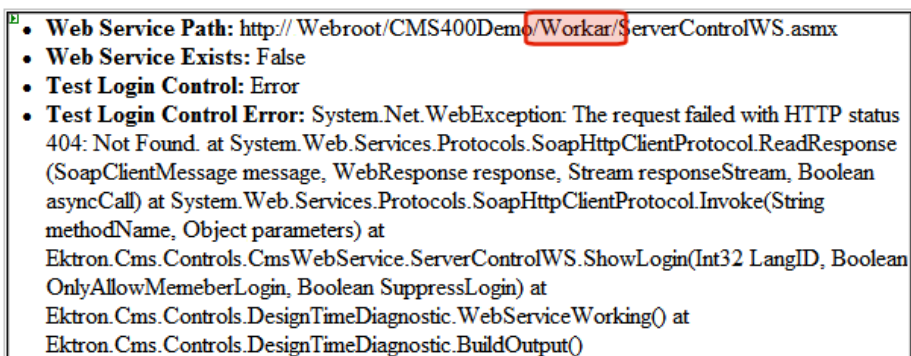 • Web Service Path: http:// Webroot/CMS400Demo/Workar/ServerControlWS.asmx
• Web Service Exists: False
• Test Login Control: Error
• Test Login Control Error: System.Net.WebException: The request failed with HTTP status
404: Not Found. at System.Web.Services.Protocols.SoapHttpClientProtocol.ReadResponse
(SoapClientMessage message, WebResponse response, Stream responseStream, Boolean
asyncCall) at System.Web.Services.Protocols.SoapHttpClientProtocol.Invoke(String
methodName, Object parameters) at
Ektron.Cms.Controls.CmsWebService.ServerControlWS.ShowLogin(Int32 LangID, Boolean
OnlyAllowMemeberLogin, Boolean SuppressLogin) at
Ektron.Cms.Controls.DesignTimeDiagnostic.WebServiceWorking() at
Ektron.Cms.Controls.DesignTimeDiagnostic.BuildOutput()